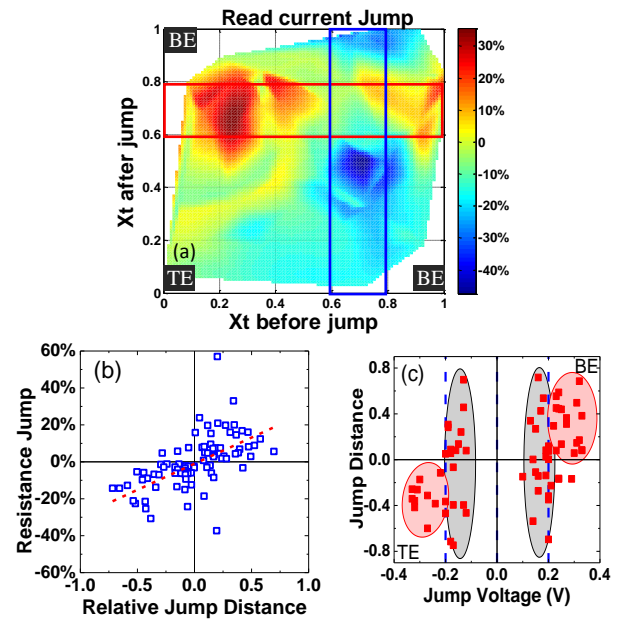 Read current Jump
BE
1
0.8
0.6
0.4
0.2
0
Xt after jump
(a)
TE
BE
0 0.2 0.4 0.6 0.8 1
Xt before jump
30%
20%
10%
0
-10%
-20%
-30%
-40%
(b)
60%
40%
20%
0%
-20%
-40%
-60%
Resistance Jump
-1.0 -0.5 0.0 0.5 1.0
Relative Jump Distance
(c)
BE
0.8
0.4
0.0
-0.4
-0.8
Jump Distance
TE
-0.4 -0.2 0.0 0.2 0.4
Jump Voltage (V)